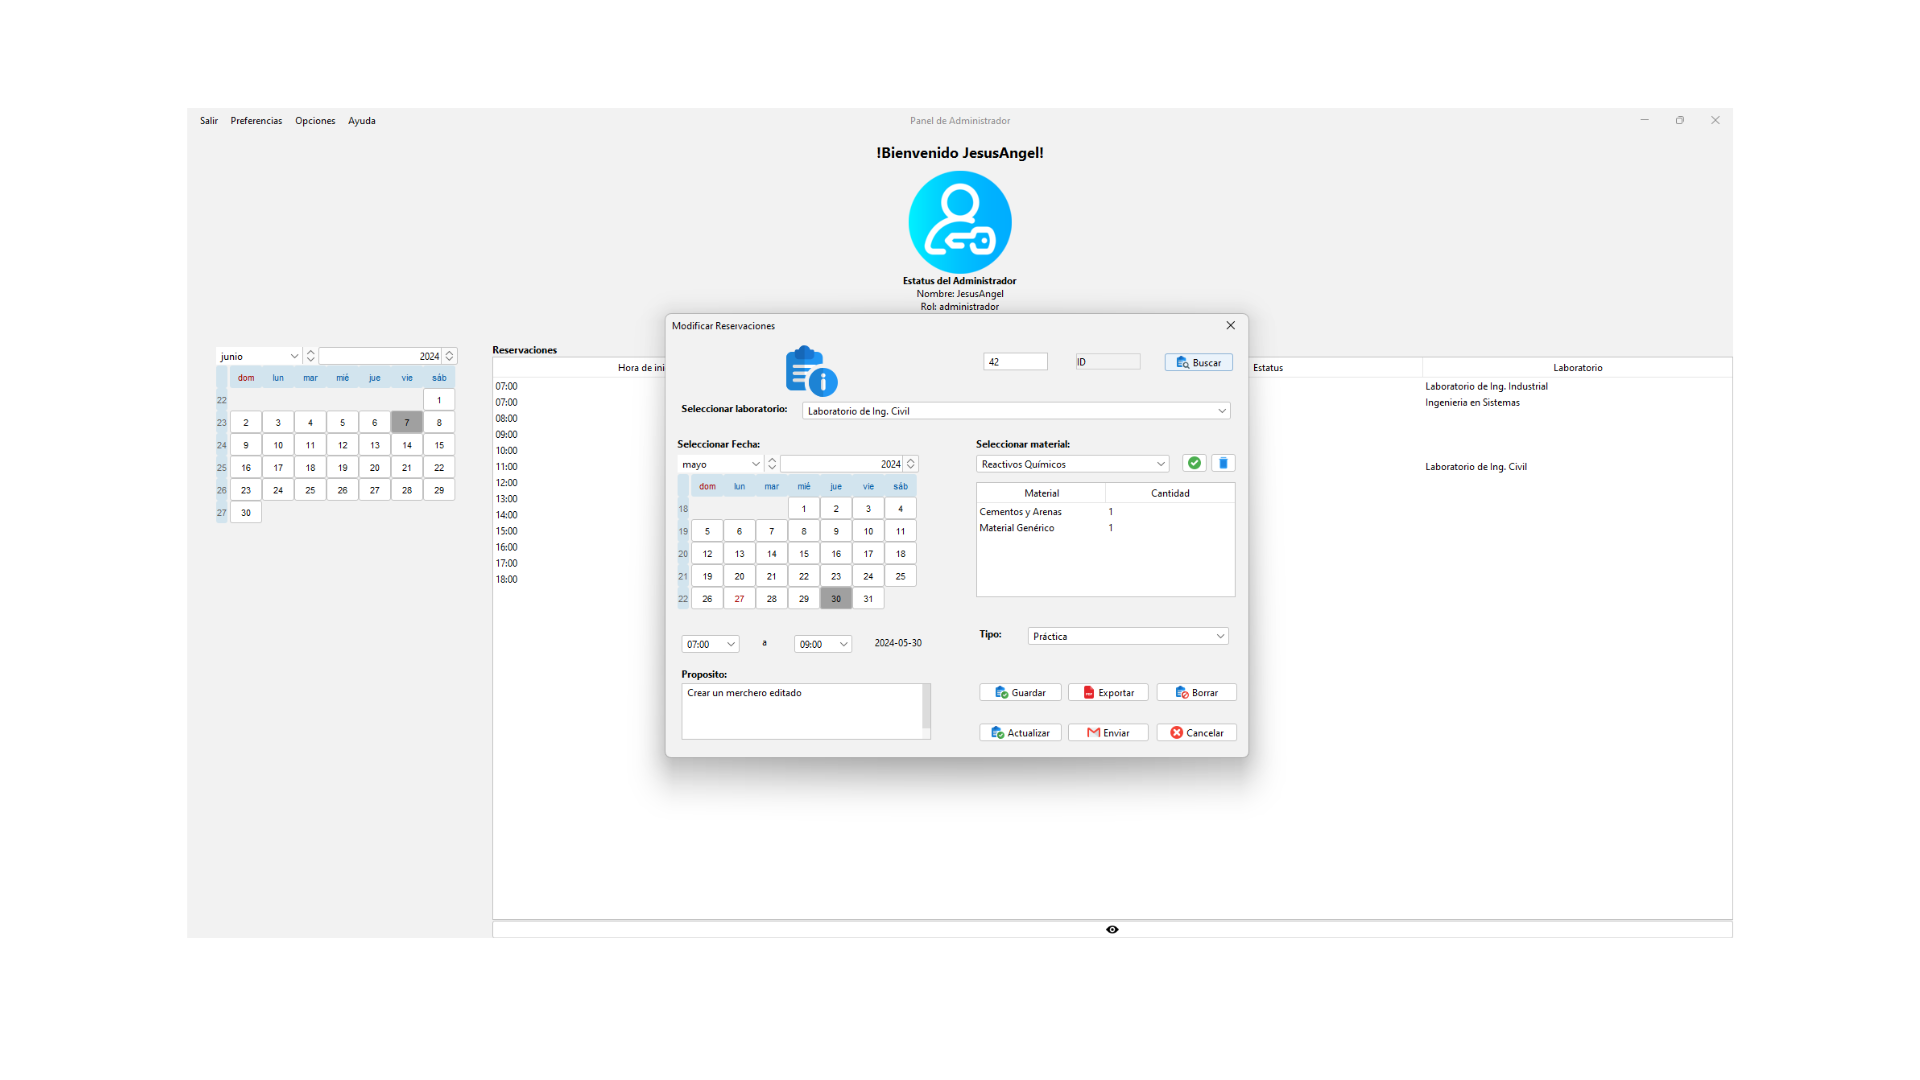 Salir Preferencias Opciones Ayuda Panel de Administrador
!Bienvenido JesusAngel!
Estatus del Administrador
Nombre: JesusAngel
Rol: administrador
junio 2024
dom lun mar mié jue vie sáb
22 1
23 2 3 4 5 6 7 8
24 9 10 11 12 13 14 15
25 16 17 18 19 20 21 22
26 23 24 25 26 27 28 29
27 30
Reservaciones
Hora de ini Estatus Laboratorio
07:00 Laboratorio de Ing. Industrial
07:00 Ingenieria en Sistemas
08:00
09:00
10:00
11:00 Laboratorio de Ing. Civil
12:00
13:00
14:00
15:00
16:00
17:00
18:00
Modificar Reservaciones
42 ID Buscar
Seleccionar laboratorio: Laboratorio de Ing. Civil
Seleccionar Fecha:
mayo 2024
dom lun mar mié jue vie sáb
18 1 2 3 4
19 5 6 7 8 9 10 11
20 12 13 14 15 16 17 18
21 19 20 21 22 23 24 25
22 26 27 28 29 30 31
07:00 a 09:00 2024-05-30
Proposito:
Crear un merchero editado
Seleccionar material:
Reactivos Químicos
Material Cantidad
Cementos y Arenas 1
Material Genérico 1
Tipo: Práctica
Guardar Exportar Borrar
Actualizar Enviar Cancelar